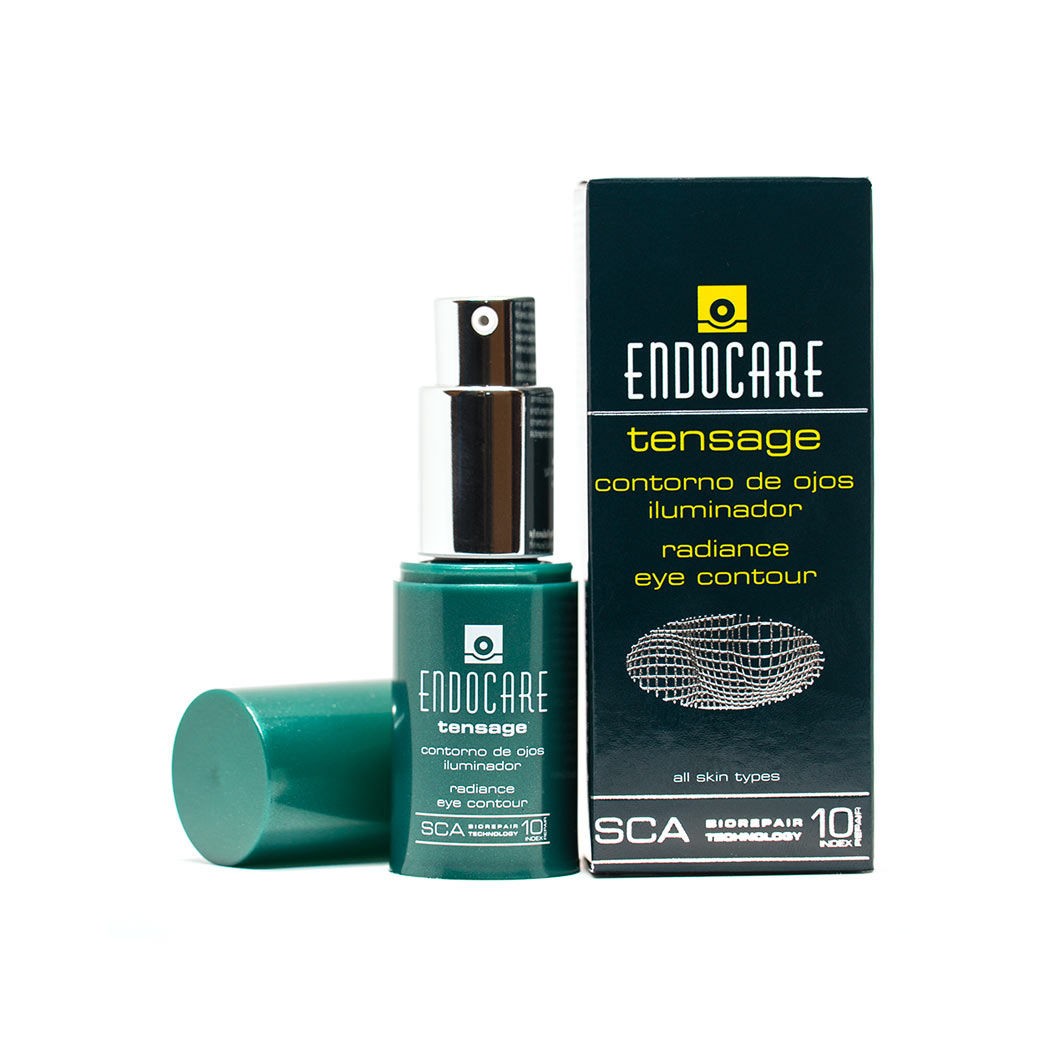 ENDOCARE
tensage
contorno de ojos
iluminador
radiance
eye contour
SCA BIOREPAIR TECHNOLOGY 10 INDEX REPAIR
ENDOCARE
tensage
contorno de ojos
iluminador
radiance
eye contour
all skin types
SCA BIOREPAIR TECHNOLOGY 10 INDEX REPAIR